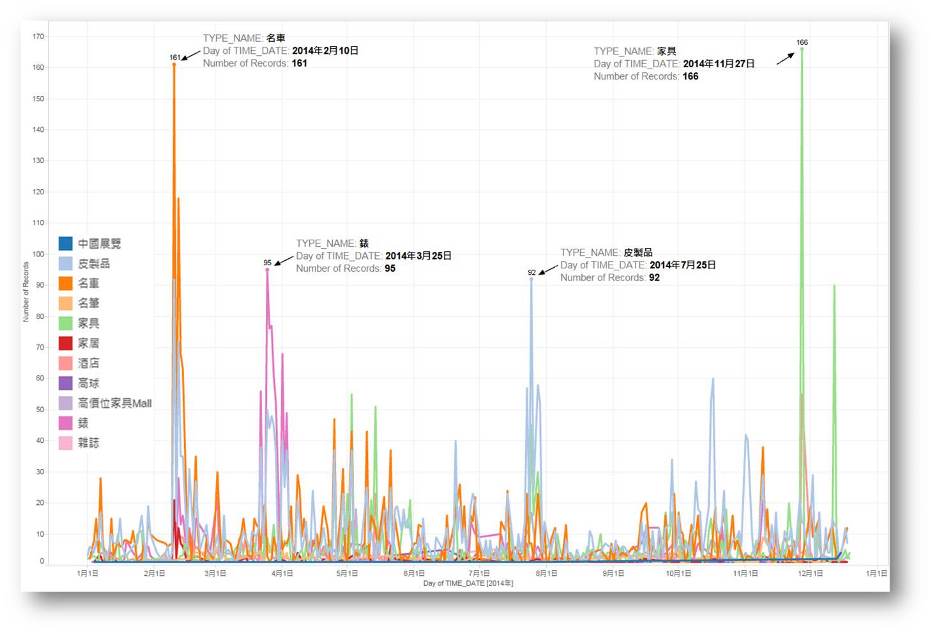 170
160
150
140
130
120
110
100
90
80
70
60
50
40
30
20
10
0
Number of Records
161
TYPE_NAME: 名車
Day of TIME_DATE: 2014年2月10日
Number of Records: 161
166
TYPE_NAME: 家具
Day of TIME_DATE: 2014年11月27日
Number of Records: 166
95
TYPE_NAME: 錶
Day of TIME_DATE: 2014年3月25日
Number of Records: 95
92
TYPE_NAME: 皮製品
Day of TIME_DATE: 2014年7月25日
Number of Records: 92
中國展覽
皮製品
名車
名筆
家具
家居
酒店
高球
高價位家具Mall
錶
雜誌
1月1日 2月1日 3月1日 4月1日 5月1日 6月1日 7月1日 8月1日 9月1日 10月1日 11月1日 12月1日 1月1日
Day of TIME_DATE [2014年]